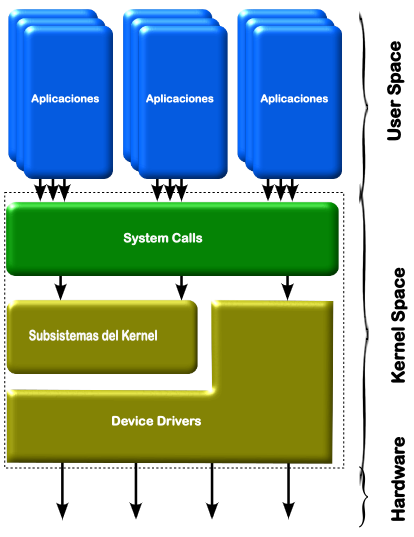 Aplicaciones
Aplicaciones
Aplicaciones
User Space
System Calls
Subsistemas del Kernel
Kernel Space
Device Drivers
Hardware